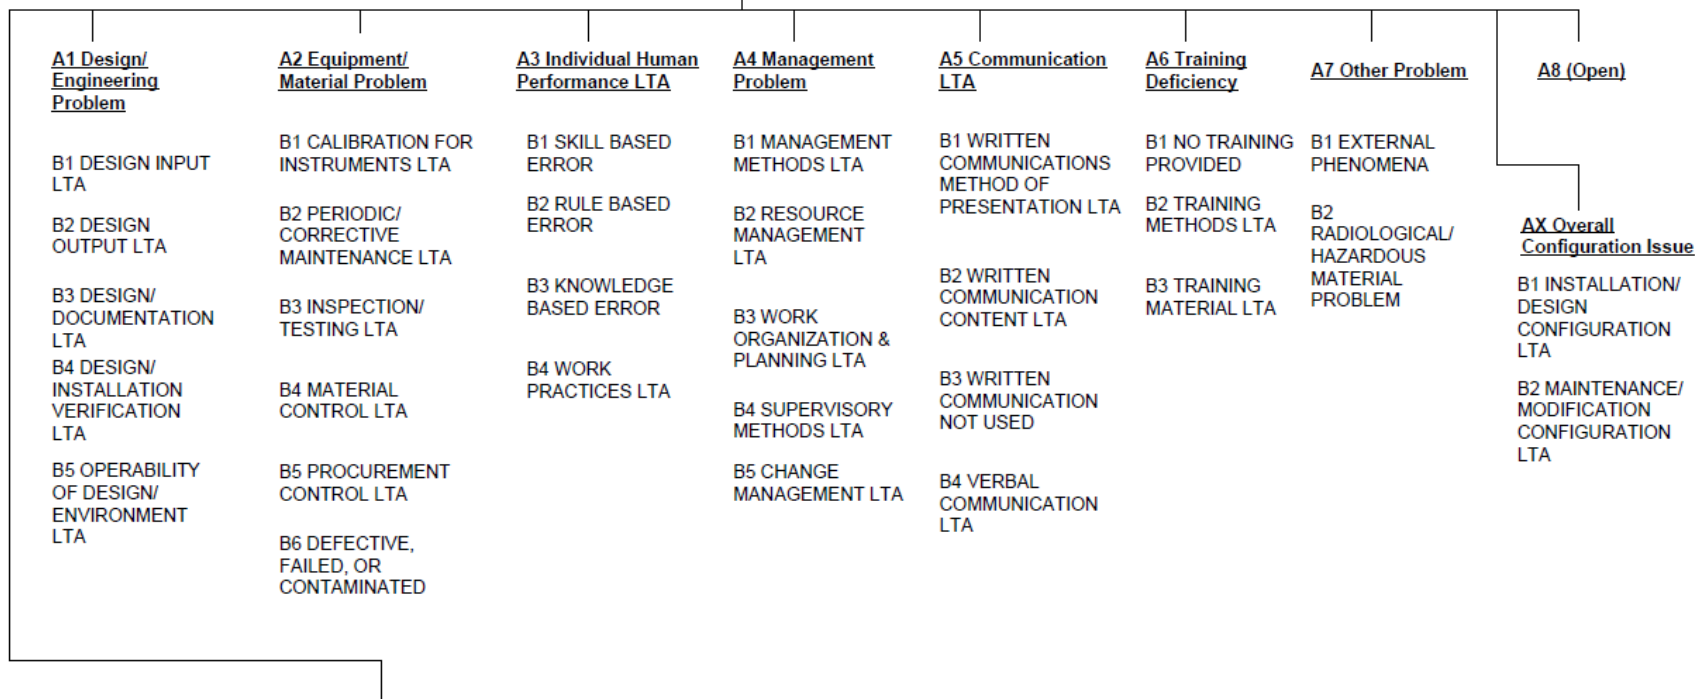 A1 Design/
Engineering
Problem
B1 DESIGN INPUT
LTA
B2 DESIGN
OUTPUT LTA
B3 DESIGN/
DOCUMENTATION
LTA
B4 DESIGN/
INSTALLATION
VERIFICATION
LTA
B5 OPERABILITY
OF DESIGN/
ENVIRONMENT
LTA
A2 Equipment/
Material Problem
B1 CALIBRATION FOR
INSTRUMENTS LTA
B2 PERIODIC/
CORRECTIVE
MAINTENANCE LTA
B3 INSPECTION/
TESTING LTA
B4 MATERIAL
CONTROL LTA
B5 PROCUREMENT
CONTROL LTA
B6 DEFECTIVE,
FAILED, OR
CONTAMINATED
A3 Individual Human
Performance LTA
B1 SKILL BASED
ERROR
B2 RULE BASED
ERROR
B3 KNOWLEDGE
BASED ERROR
B4 WORK
PRACTICES LTA
A4 Management
Problem
B1 MANAGEMENT
METHODS LTA
B2 RESOURCE
MANAGEMENT
LTA
B3 WORK
ORGANIZATION &
PLANNING LTA
B4 SUPERVISORY
METHODS LTA
B5 CHANGE
MANAGEMENT LTA
A5 Communication
LTA
B1 WRITTEN
COMMUNICATIONS
METHOD OF
PRESENTATION LTA
B2 WRITTEN
COMMUNICATION
CONTENT LTA
B3 WRITTEN
COMMUNICATION
NOT USED
B4 VERBAL
COMMUNICATION
LTA
A6 Training
Deficiency
B1 NO TRAINING
PROVIDED
B2 TRAINING
METHODS LTA
B3 TRAINING
MATERIAL LTA
A7 Other Problem
B1 EXTERNAL
PHENOMENA
B2
RADIOLOGICAL/
HAZARDOUS
MATERIAL
PROBLEM
A8 (Open)
AX Overall
Configuration Issue
B1 INSTALLATION/
DESIGN
CONFIGURATION
LTA
B2 MAINTENANCE/
MODIFICATION
CONFIGURATION
LTA